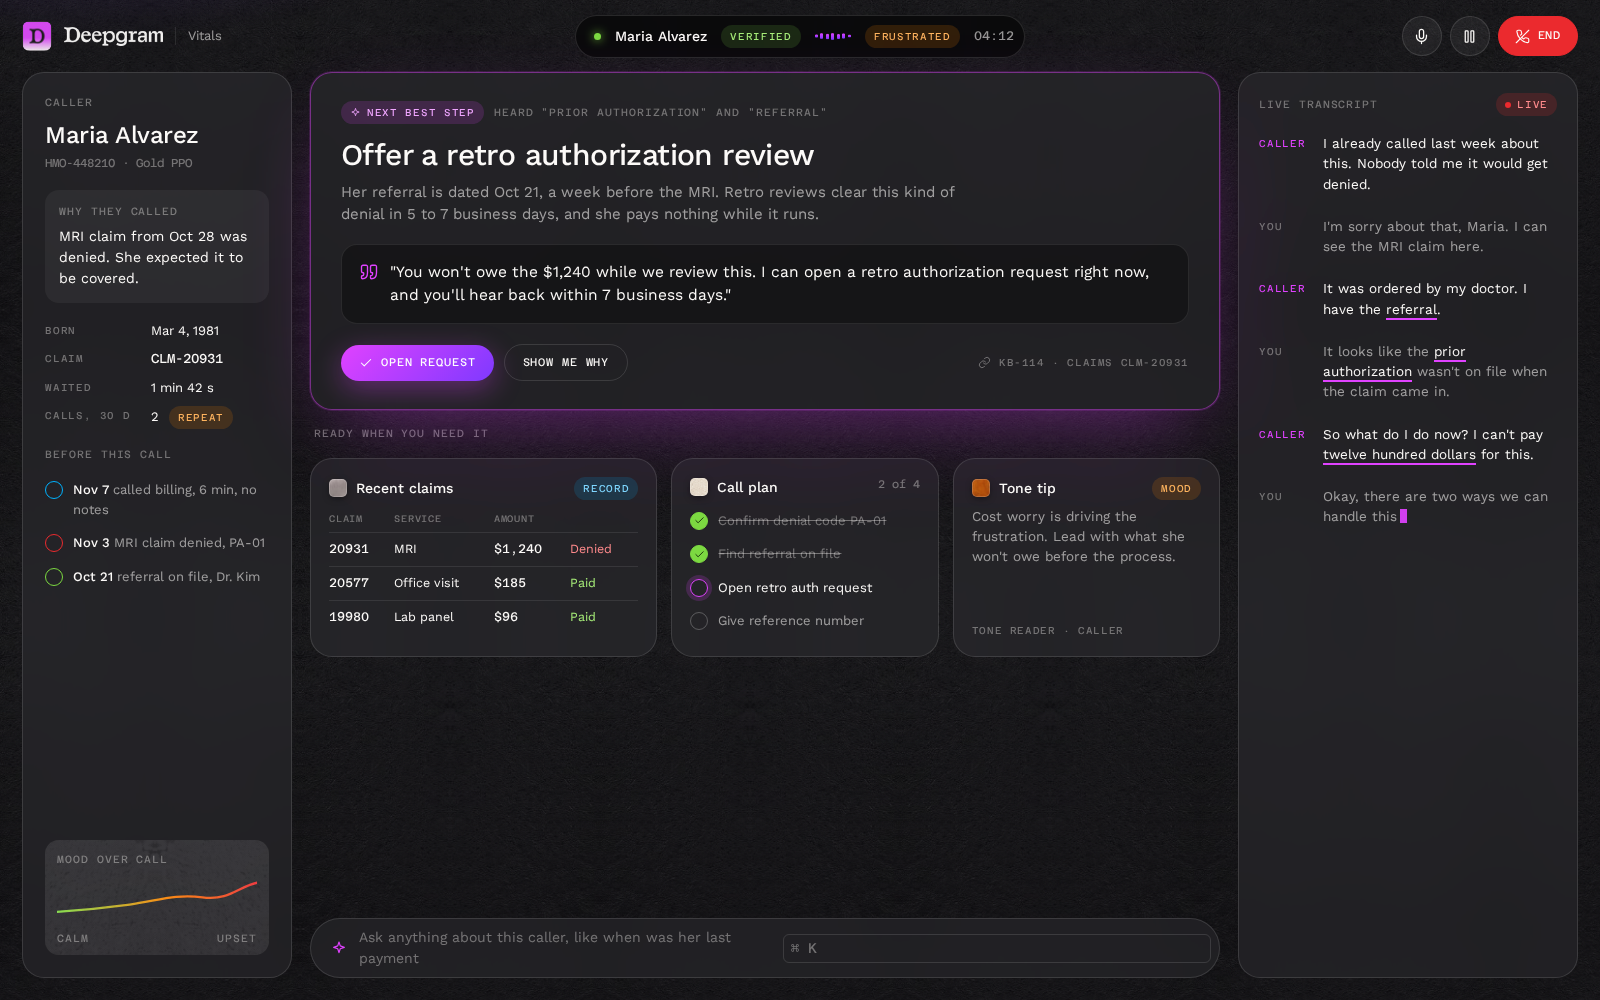 D Deepgram Vitals
Maria Alvarez VERIFIED FRUSTRATED 04:12
END
CALLER
Maria Alvarez
HMO-448210 · Gold PPO
WHY THEY CALLED
MRI claim from Oct 28 was
denied. She expected it to
be covered.
BORN Mar 4, 1981
CLAIM CLM-20931
WAITED 1 min 42 s
CALLS, 30 D 2 REPEAT
BEFORE THIS CALL
Nov 7 called billing, 6 min, no
notes
Nov 3 MRI claim denied, PA-01
Oct 21 referral on file, Dr. Kim
MOOD OVER CALL
CALM UPSET
NEXT BEST STEP HEARD "PRIOR AUTHORIZATION" AND "REFERRAL"
Offer a retro authorization review
Her referral is dated Oct 21, a week before the MRI. Retro reviews clear this kind of
denial in 5 to 7 business days, and she pays nothing while it runs.
"You won't owe the $1,240 while we review this. I can open a retro authorization request right now,
and you'll hear back within 7 business days."
OPEN REQUEST SHOW ME WHY KB-114 · CLAIMS CLM-20931
READY WHEN YOU NEED IT
Recent claims RECORD
CLAIM SERVICE AMOUNT
20931 MRI $1,240 Denied
20577 Office visit $185 Paid
19980 Lab panel $96 Paid
Call plan 2 of 4
Confirm denial code PA-01
Find referral on file
Open retro auth request
Give reference number
Tone tip MOOD
Cost worry is driving the
frustration. Lead with what she
won't owe before the process.
TONE READER · CALLER
Ask anything about this caller, like when was her last
payment
⌘ K
LIVE TRANSCRIPT LIVE
CALLER I already called last week about
this. Nobody told me it would get
denied.
YOU I'm sorry about that, Maria. I can
see the MRI claim here.
CALLER It was ordered by my doctor. I
have the referral.
YOU It looks like the prior
authorization wasn't on file when
the claim came in.
CALLER So what do I do now? I can't pay
twelve hundred dollars for this.
YOU Okay, there are two ways we can
handle this